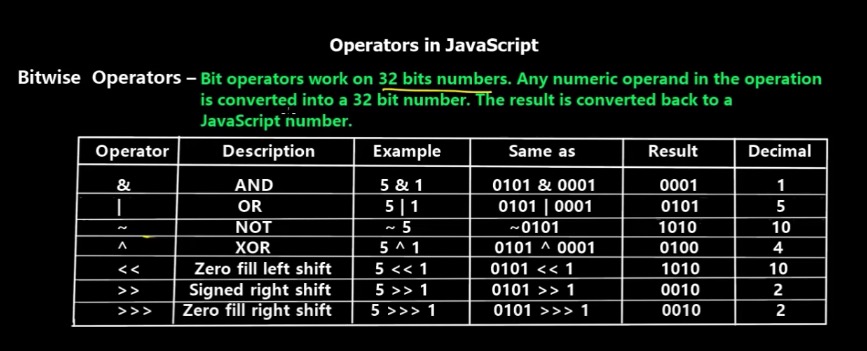 Operators in JavaScript
Bitwise Operators – Bit operators work on 32 bits numbers. Any numeric operand in the operation
is converted into a 32 bit number. The result is converted back to a
JavaScript number.
Operator Description Example Same as Result Decimal
& AND 5 & 1 0101 & 0001 0001 1
| OR 5 | 1 0101 | 0001 0101 5
~ NOT ~ 5 ~0101 1010 10
^ XOR 5 ^ 1 0101 ^ 0001 0100 4
<< Zero fill left shift 5 << 1 0101 << 1 1010 10
>> Signed right shift 5 >> 1 0101 >> 1 0010 2
>>> Zero fill right shift 5 >>> 1 0101 >>> 1 0010 2